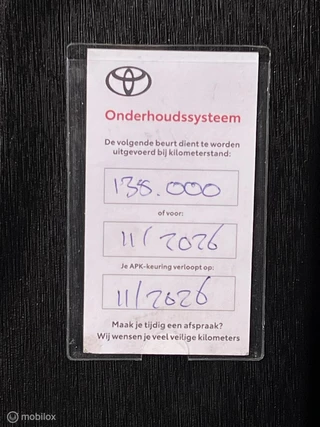 Onderhoudssysteem
De volgende beurt dient te worden
uitgevoerd bij kilometerstand:
138.000
of voor:
11/2026
Je APK-keuring verloopt op:
11/2026
Maak je tijdig een afspraak?
Wij wensen je veel veilige kilometers
© mobilox